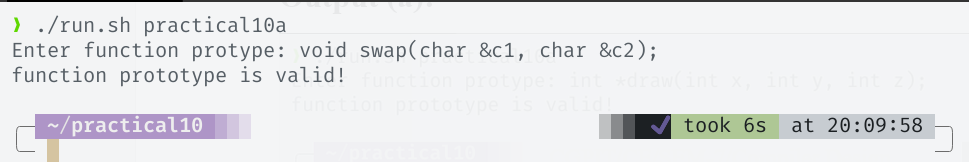 Output (a):
❯ ./run.sh practical10a
Enter function protype: void swap(char &c1, char &c2);
function prototype is valid!
Enter function protype: int *draw(int x, int y, int z);
function prototype is valid!
~/practical10 ✔ took 6s at 20:09:58
~/practical10